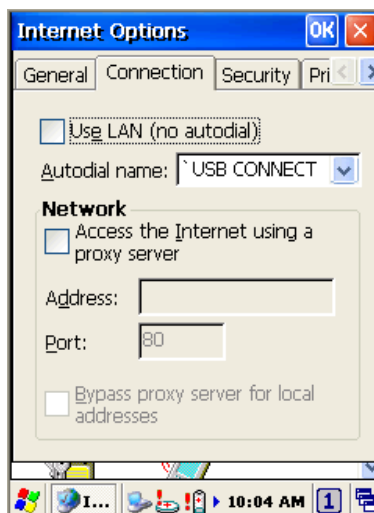 Internet Options OK
General Connection Security Pri
Use LAN (no autodial)
Autodial name: `USB CONNECT
Network
Access the Internet using a
proxy server
Address:
Port: 80
Bypass proxy server for local
addresses
I... 10:04 AM 1